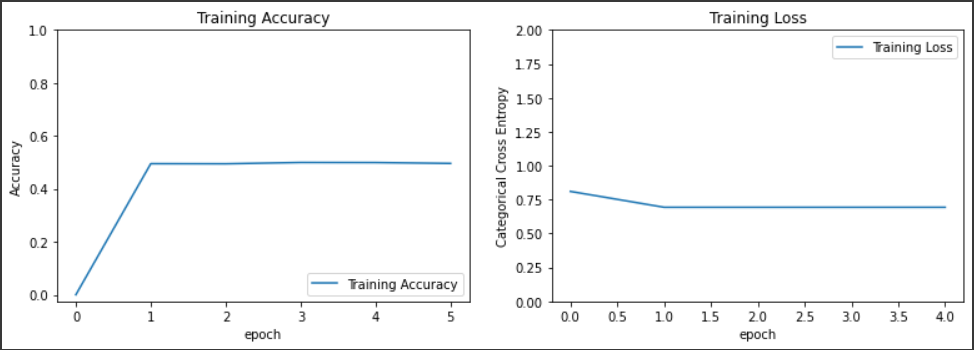 Training Accuracy
1.0
0.8
0.6
0.4
0.2
0.0
Accuracy
Training Accuracy
0 1 2 3 4 5
epoch
Training Loss
2.00
1.75
1.50
1.25
1.00
0.75
0.50
0.25
0.00
Categorical Cross Entropy
Training Loss
0.0 0.5 1.0 1.5 2.0 2.5 3.0 3.5 4.0
epoch